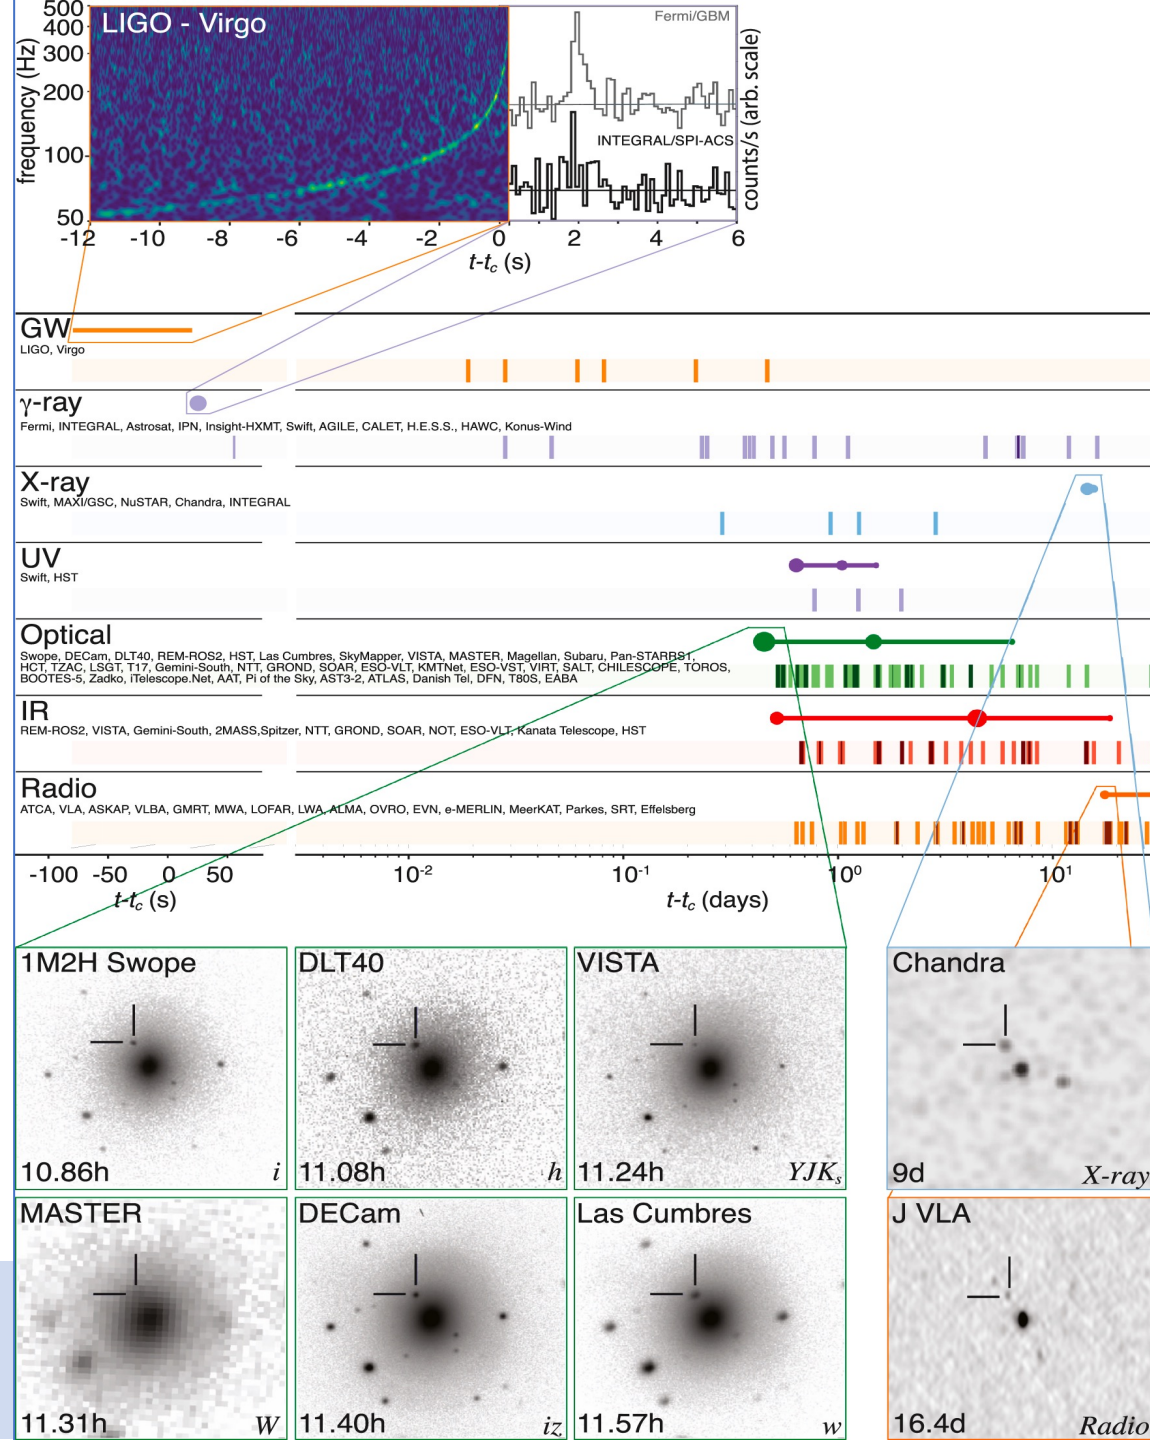 500
400
300
200
100
50
frequency (Hz)
LIGO - Virgo
Fermi/GBM
INTEGRAL/SPI-ACS
counts/s (arb. scale)
-12 -10 -8 -6 -4 -2 0 2 4 6
t-tc (s)
GW
LIGO, Virgo
γ-ray
Fermi, INTEGRAL, Astrosat, IPN, Insight-HXMT, Swift, AGILE, CALET, H.E.S.S., HAWC, Konus-Wind
X-ray
Swift, MAXI/GSC, NuSTAR, Chandra, INTEGRAL
UV
Swift, HST
Optical
Swope, DECam, DLT40, REM-ROS2, HST, Las Cumbres, SkyMapper, VISTA, MASTER, Magellan, Subaru, Pan-STARRS1,
HCT, TZAC, LSGT, T17, Gemini-South, NTT, GROND, SOAR, ESO-VLT, KMTNet, ESO-VST, VIRT, SALT, CHILESCOPE, TOROS,
BOOTES-5, Zadko, iTelescope.Net, AAT, Pi of the Sky, AST3-2, ATLAS, Danish Tel, DFN, T80S, EABA
IR
REM-ROS2, VISTA, Gemini-South, 2MASS,Spitzer, NTT, GROND, SOAR, NOT, ESO-VLT, Kanata Telescope, HST
Radio
ATCA, VLA, ASKAP, VLBA, GMRT, MWA, LOFAR, LWA, ALMA, OVRO, EVN, e-MERLIN, MeerKAT, Parkes, SRT, Effelsberg
-100 -50 0 50 10-2 10-1 100 101
t-tc (s) t-tc (days)
1M2H Swope
10.86h i
DLT40
11.08h h
VISTA
11.24h YJKs
Chandra
9d X-ray
MASTER
11.31h W
DECam
11.40h iz
Las Cumbres
11.57h w
J VLA
16.4d Radio